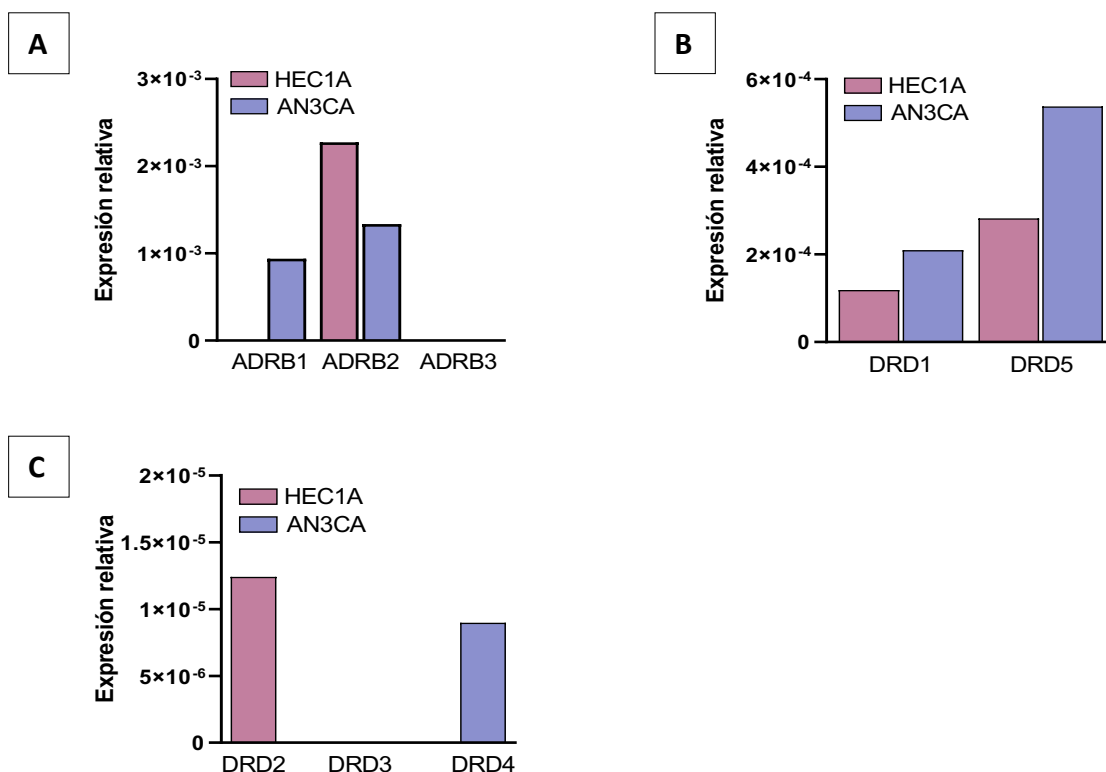 A
Expresión relativa
3×10⁻³
2×10⁻³
1×10⁻³
0
HEC1A
AN3CA
ADRB1 ADRB2 ADRB3
B
Expresión relativa
6×10⁻⁴
4×10⁻⁴
2×10⁻⁴
0
HEC1A
AN3CA
DRD1 DRD5
C
Expresión relativa
2×10⁻⁵
1.5×10⁻⁵
1×10⁻⁵
5×10⁻⁶
0
HEC1A
AN3CA
DRD2 DRD3 DRD4